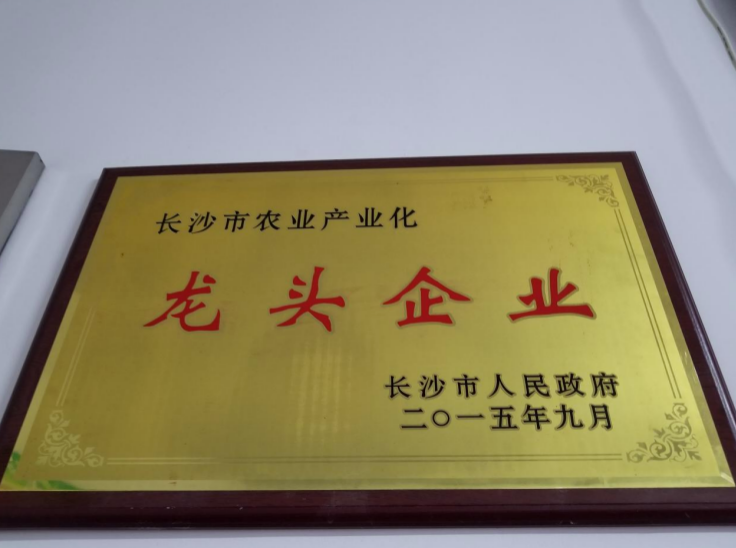 长沙市农业产业化
龙头企业
长沙市人民政府
二〇一五年九月